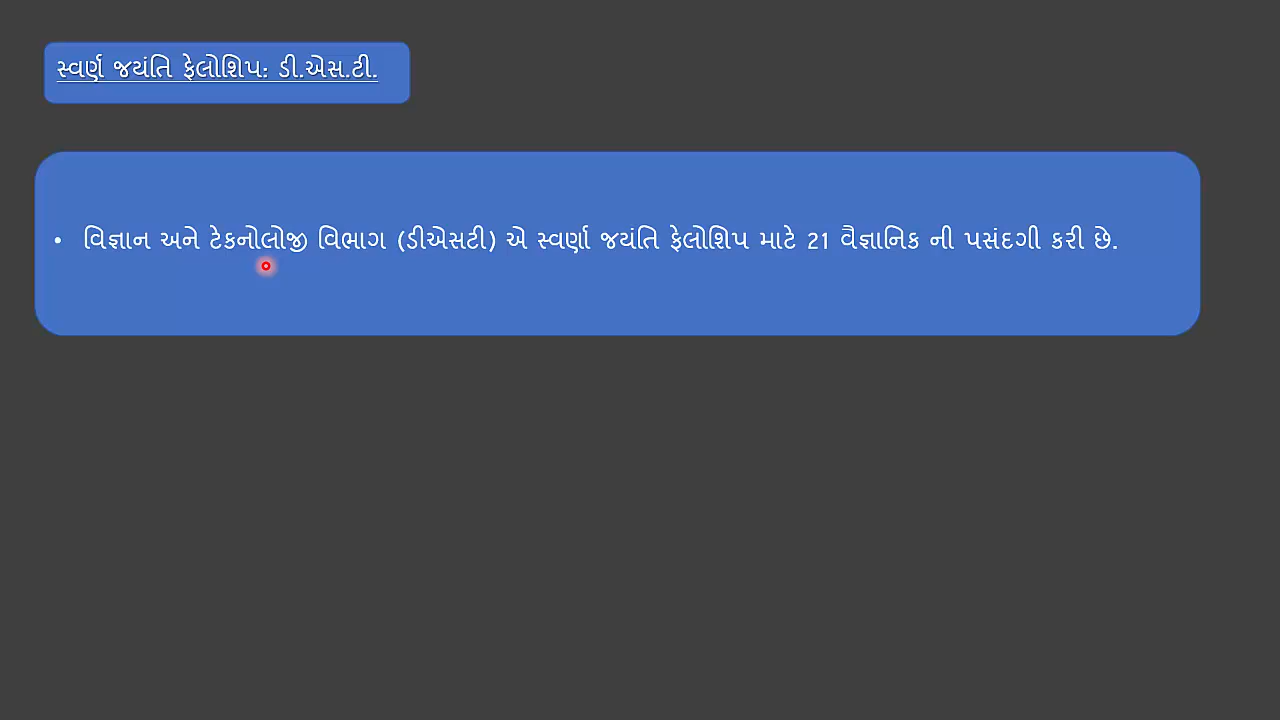 સ્વર્ણ જયંતિ ફેલોશિપ: ડી.એસ.ટી.
• વિજ્ઞાન અને ટેકનોલોજી વિભાગ (ડીએસટી) એ સ્વર્ણા જયંતિ ફેલોશિપ માટે 21 વૈજ્ઞાનિક ની પસંદગી કરી છે.